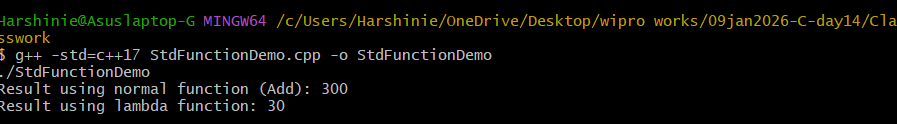 Harshinie@Asuslaptop-G MINGW64 /c/Users/Harshinie/OneDrive/Desktop/wipro works/09jan2026-C-day14/Cla
sswork
$ g++ -std=c++17 StdFunctionDemo.cpp -o StdFunctionDemo
./StdFunctionDemo
Result using normal function (Add): 300
Result using lambda function: 30